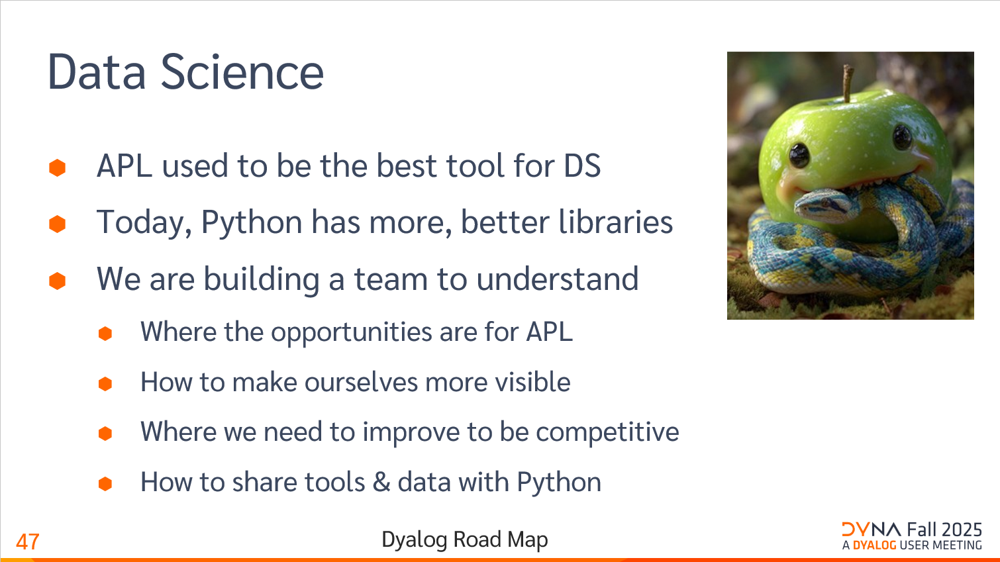 Data Science
APL used to be the best tool for DS
Today, Python has more, better libraries
We are building a team to understand
Where the opportunities are for APL
How to make ourselves more visible
Where we need to improve to be competitive
How to share tools & data with Python
47
Dyalog Road Map
DYNA Fall 2025
A DYALOG USER MEETING